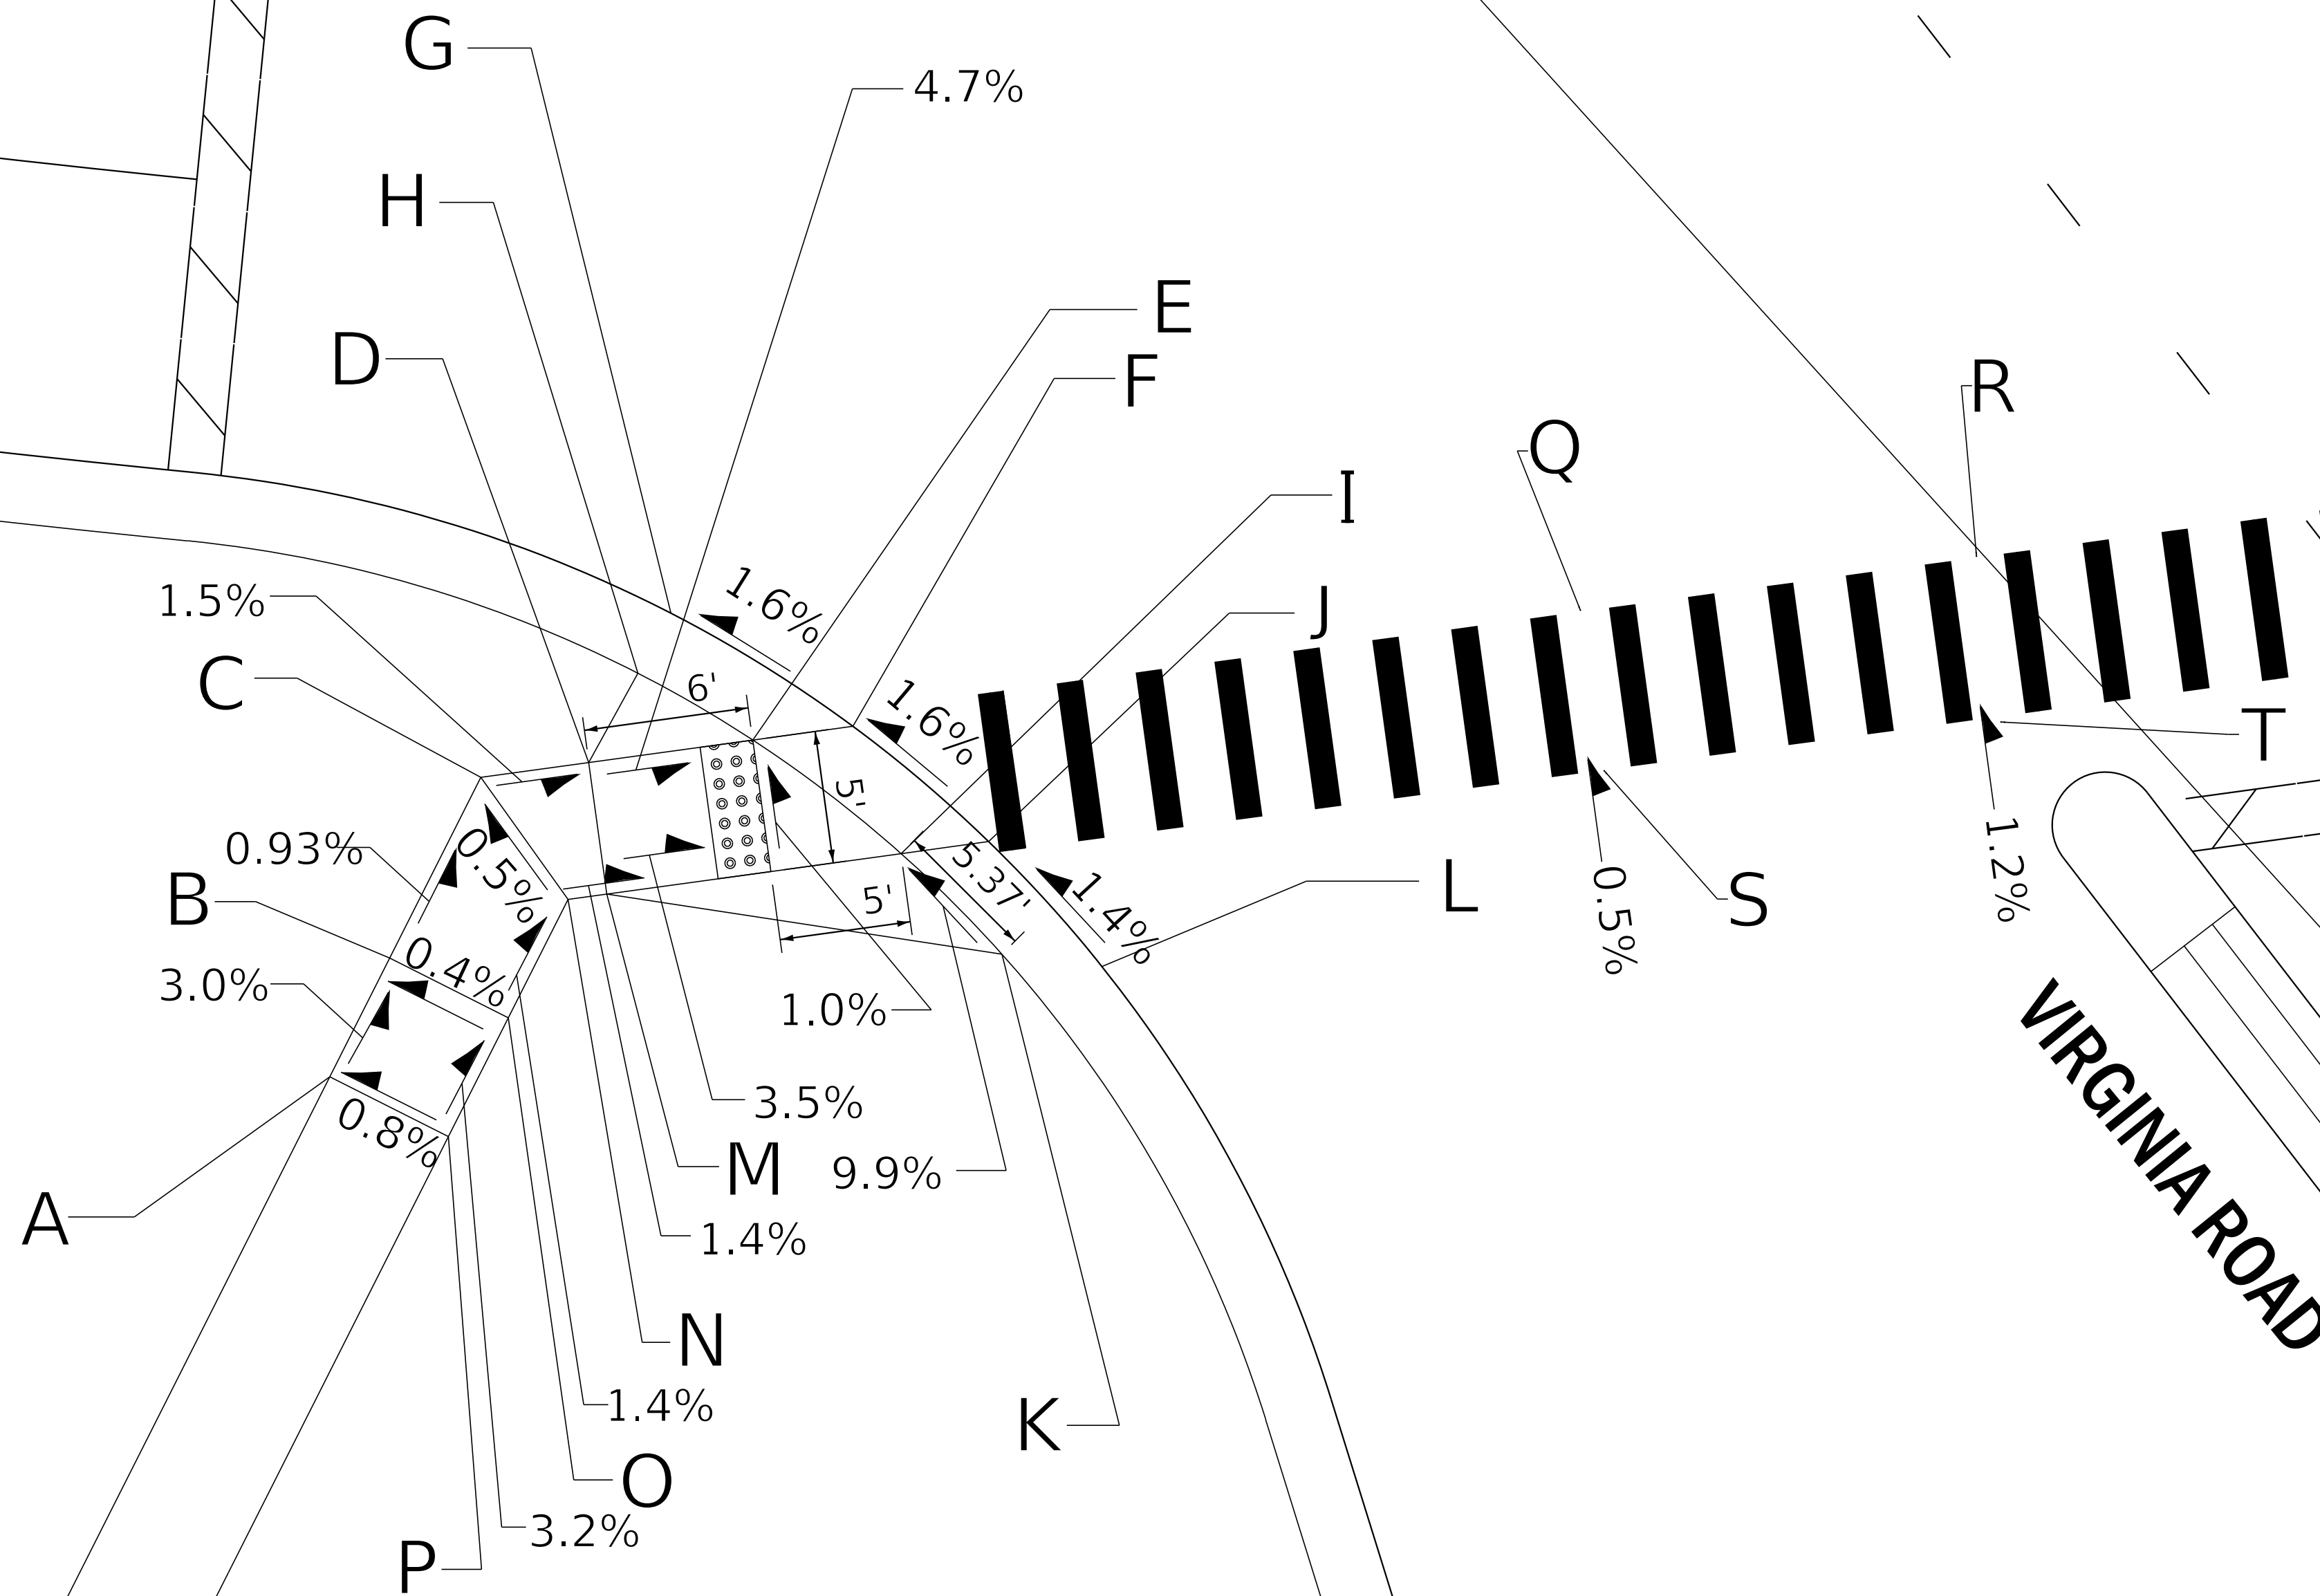 G
4.7%
H
E
D
F
R
Q
I
1.6%
1.5%
J
C
6'
1.6%
T
5'
0.93%
0.5%
5.37'
1.2%
B
5'
L
S
1.4%
0.5%
0.4%
3.0%
1.0%
VIRGINIA ROAD
3.5%
0.8%
M
9.9%
A
1.4%
N
1.4%
K
O
3.2%
P